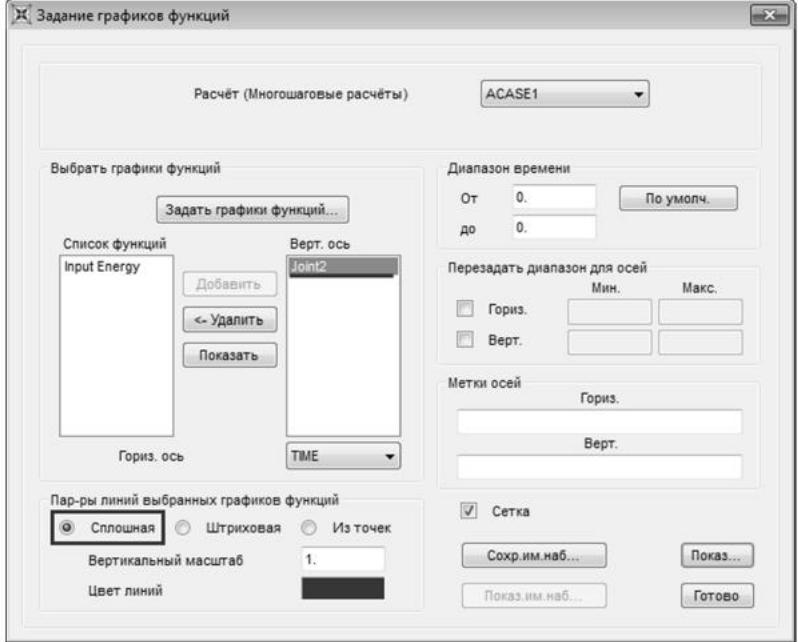 Задание графиков функций
Расчёт (Многошаговые расчёты)
ACASE1
Выбрать графики функций
Задать графики функций...
Список функций
Верт. ось
Input Energy
Joint2
Добавить
<- Удалить
Показать
Гориз. ось
TIME
Диапазон времени
От
0.
По умолч.
до
0.
Перезадать диапазон для осей
Мин.
Макс.
Гориз.
Верт.
Метки осей
Гориз.
Верт.
Пар-ры линий выбранных графиков функций
Сплошная
Штриховая
Из точек
Вертикальный масштаб
1.
Цвет линий
Сетка
Сохр.им.наб...
Показ...
Показ.им.наб...
Готово